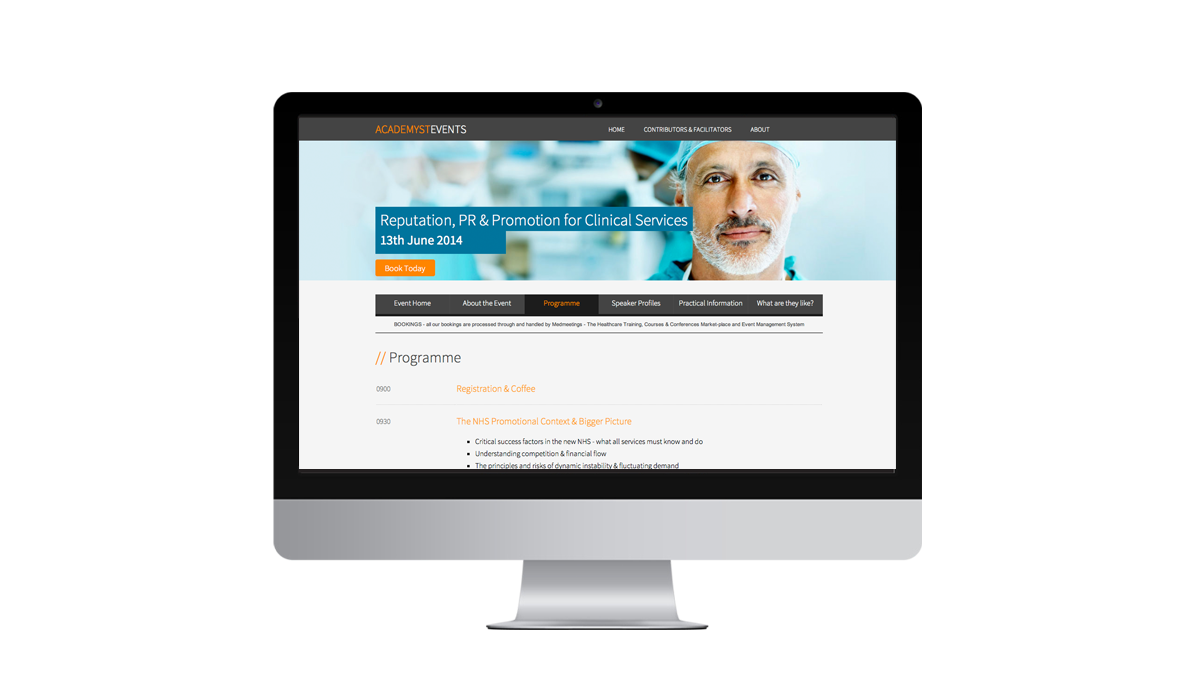 ACADEMYSTEVENTS
HOME CONTRIBUTORS & FACILITATORS ABOUT
Reputation, PR & Promotion for Clinical Services
13th June 2014
Book Today
Event Home About the Event Programme Speaker Profiles Practical Information What are they like?
BOOKINGS - all our bookings are processed through and handled by Medmeetings - The Healthcare Training, Courses & Conferences Market-place and Event Management System
// Programme
0900 Registration & Coffee
0930 The NHS Promotional Context & Bigger Picture
• Critical success factors in the new NHS - what all services must know and do
• Understanding competition & financial flow
• The principles and risks of dynamic instability & fluctuating demand